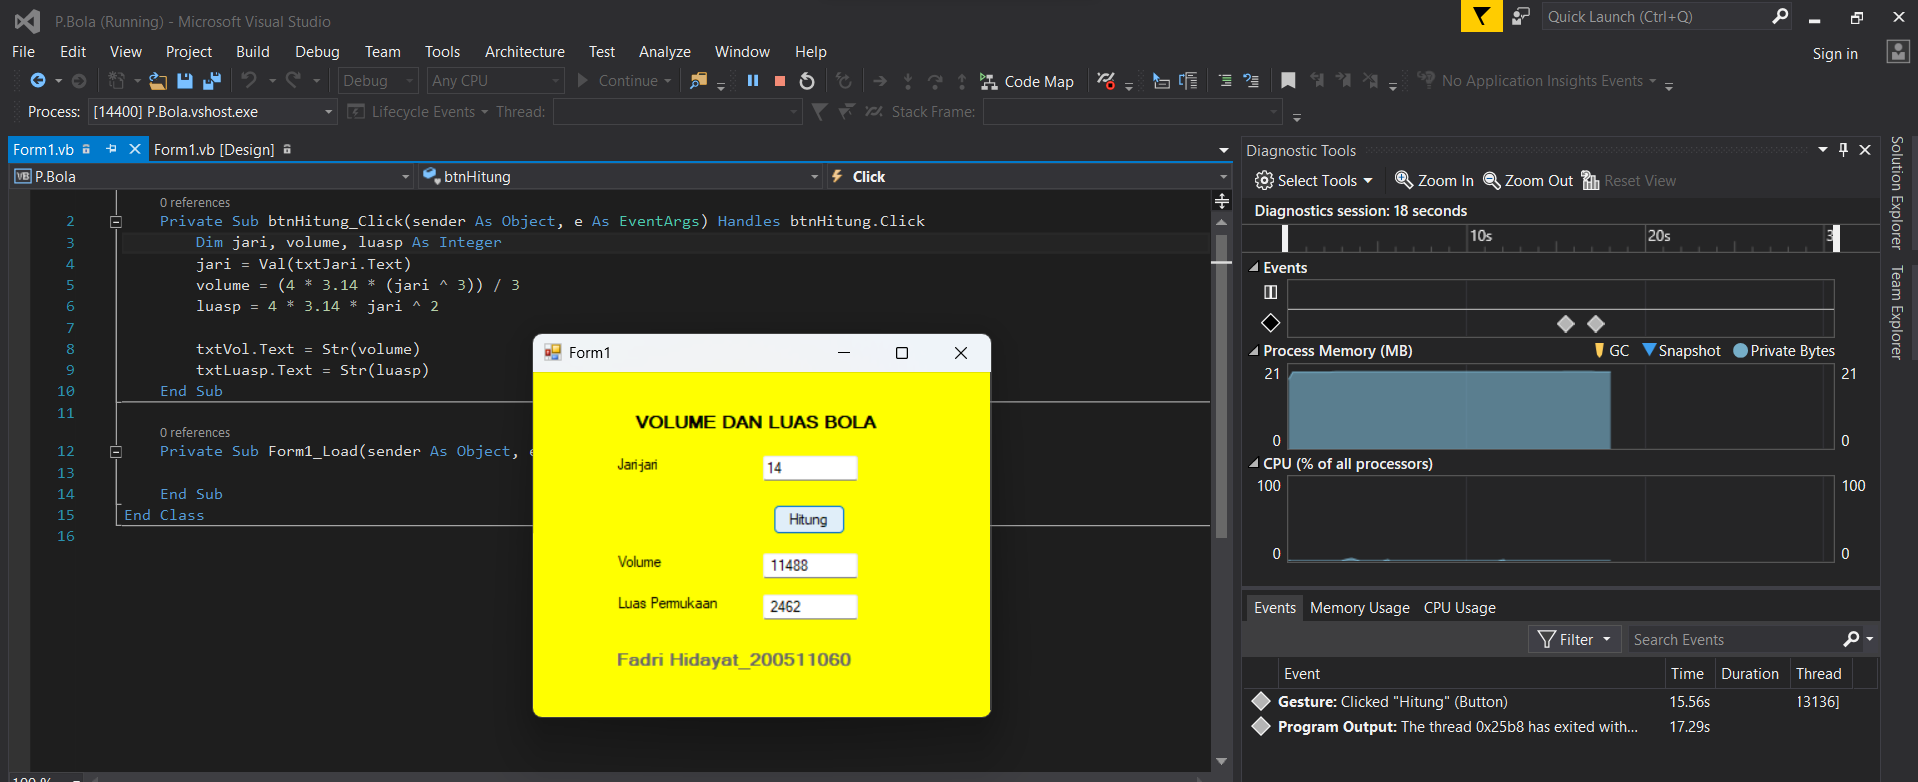 P.Bola (Running) - Microsoft Visual Studio
Quick Launch (Ctrl+Q)
File Edit View Project Build Debug Team Tools Architecture Test Analyze Window Help
Sign in
Debug Any CPU Continue Code Map No Application Insights Events
Process: [14400] P.Bola.vshost.exe Lifecycle Events Thread: Stack Frame:
Form1.vb Form1.vb [Design]
VB P.Bola btnHitung Click
0 references
2 Private Sub btnHitung_Click(sender As Object, e As EventArgs) Handles btnHitung.Click
3 Dim jari, volume, luasp As Integer
4 jari = Val(txtJari.Text)
5 volume = (4 * 3.14 * (jari ^ 3)) / 3
6 luasp = 4 * 3.14 * jari ^ 2
7
8 txtVol.Text = Str(volume)
9 txtLuasp.Text = Str(luasp)
10 End Sub
11
0 references
12 Private Sub Form1_Load(sender As Object, e
13
14 End Sub
15 End Class
16
Form1
VOLUME DAN LUAS BOLA
Jari-jari 14
Hitung
Volume 11488
Luas Permukaan 2462
Fadri Hidayat_200511060
Diagnostic Tools
Select Tools Zoom In Zoom Out Reset View
Diagnostics session: 18 seconds
10s 20s 3
Events
Process Memory (MB) GC Snapshot Private Bytes
21 21
0 0
CPU (% of all processors)
100 100
0 0
Events Memory Usage CPU Usage
Filter Search Events
Event Time Duration Thread
Gesture: Clicked "Hitung" (Button) 15.56s 13136]
Program Output: The thread 0x25b8 has exited with... 17.29s
Solution Explorer
Team Explorer